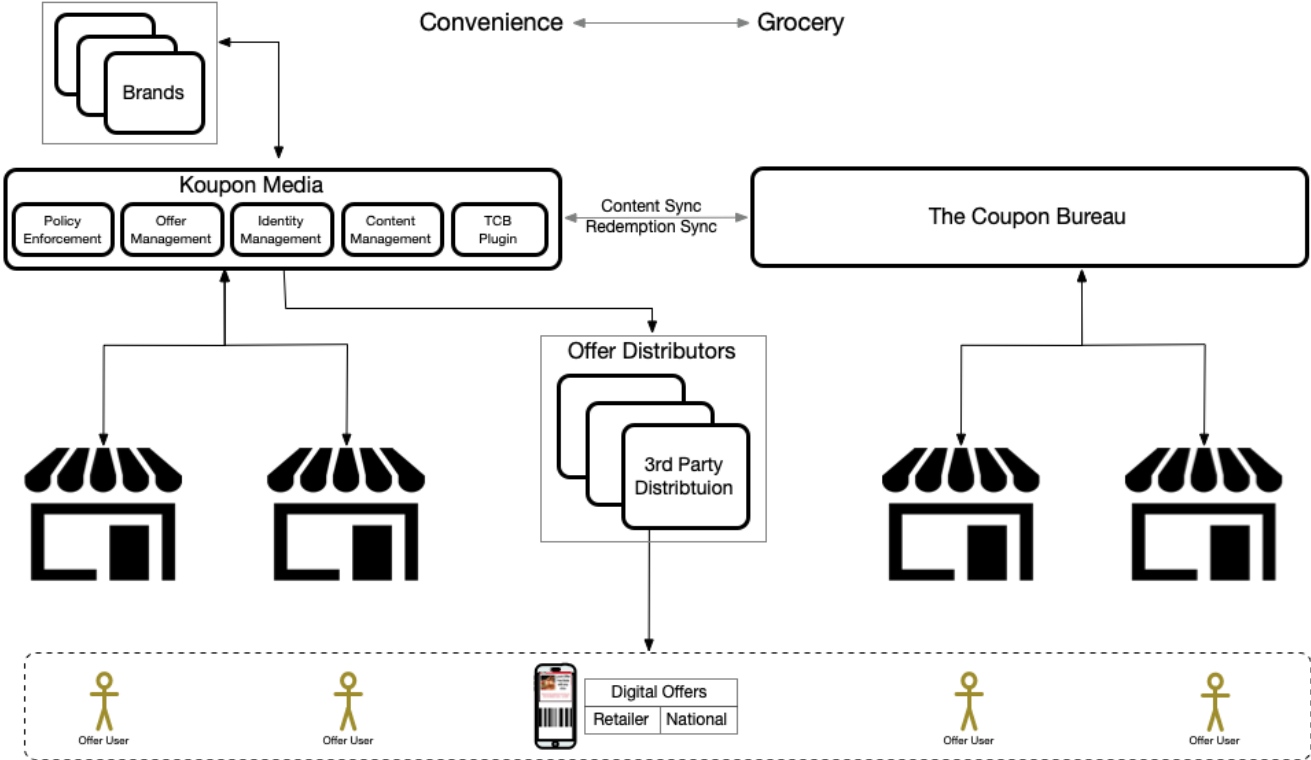 Convenience
Grocery
Brands
Koupon Media
Policy
Enforcement
Offer
Management
Identity
Management
Content
Management
TCB
Plugin
Content Sync
Redemption Sync
The Coupon Bureau
Offer Distributors
3rd Party
Distribtuion
Digital Offers
Retailer
National
Offer User
Offer User
Offer User
Offer User